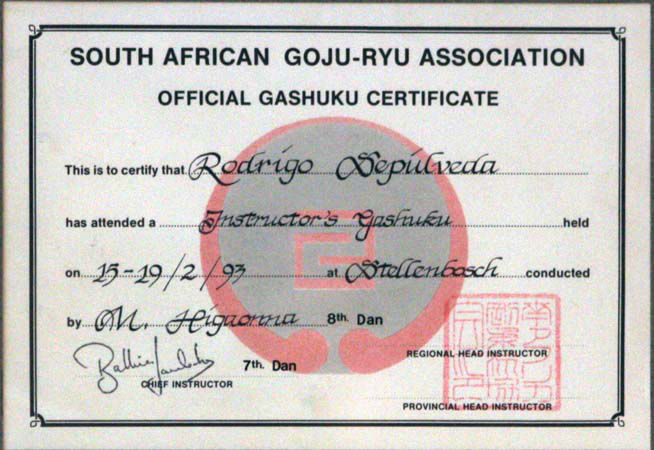 SOUTH AFRICAN GOJU-RYU ASSOCIATION
OFFICIAL GASHUKU CERTIFICATE
This is to certify that Rodrigo Sepúlveda
has attended a Instructor's Gashuku held
on 15-19/2/93 at Stellenbosch conducted
by M. Higaonna 8th. Dan
7th. Dan
CHIEF INSTRUCTOR
REGIONAL HEAD INSTRUCTOR
PROVINCIAL HEAD INSTRUCTOR